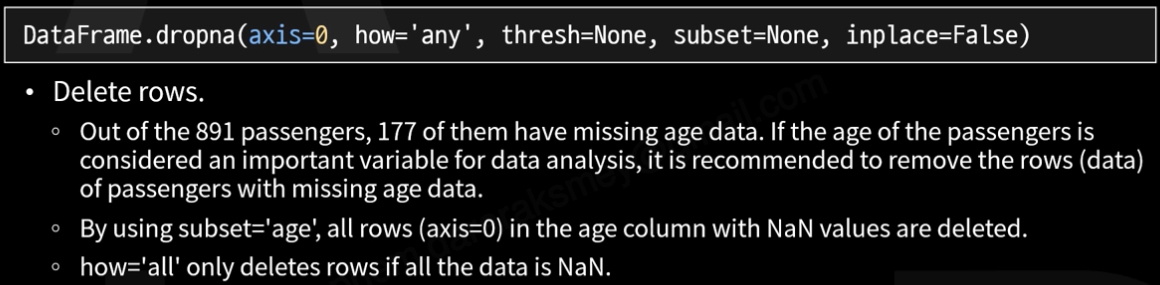 DataFrame.dropna(axis=0, how='any', thresh=None, subset=None, inplace=False)
• Delete rows.
◦ Out of the 891 passengers, 177 of them have missing age data. If the age of the passengers is
considered an important variable for data analysis, it is recommended to remove the rows (data)
of passengers with missing age data.
◦ By using subset='age', all rows (axis=0) in the age column with NaN values are deleted.
◦ how='all' only deletes rows if all the data is NaN.